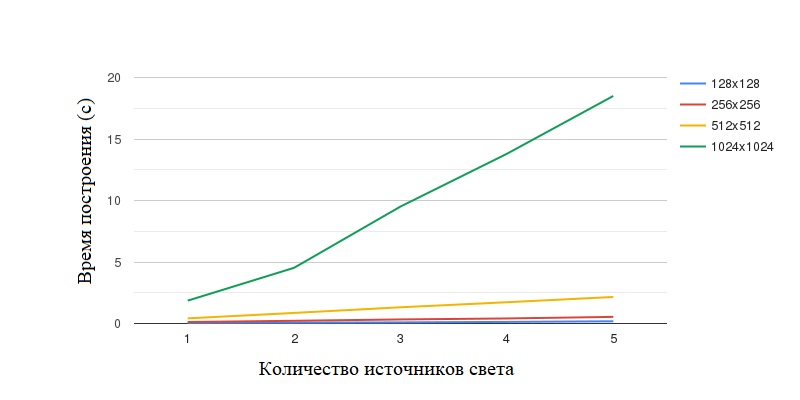 Время построения (с)
20
15
10
5
0
1 2 3 4 5
Количество источников света
128x128
256x256
512x512
1024x1024